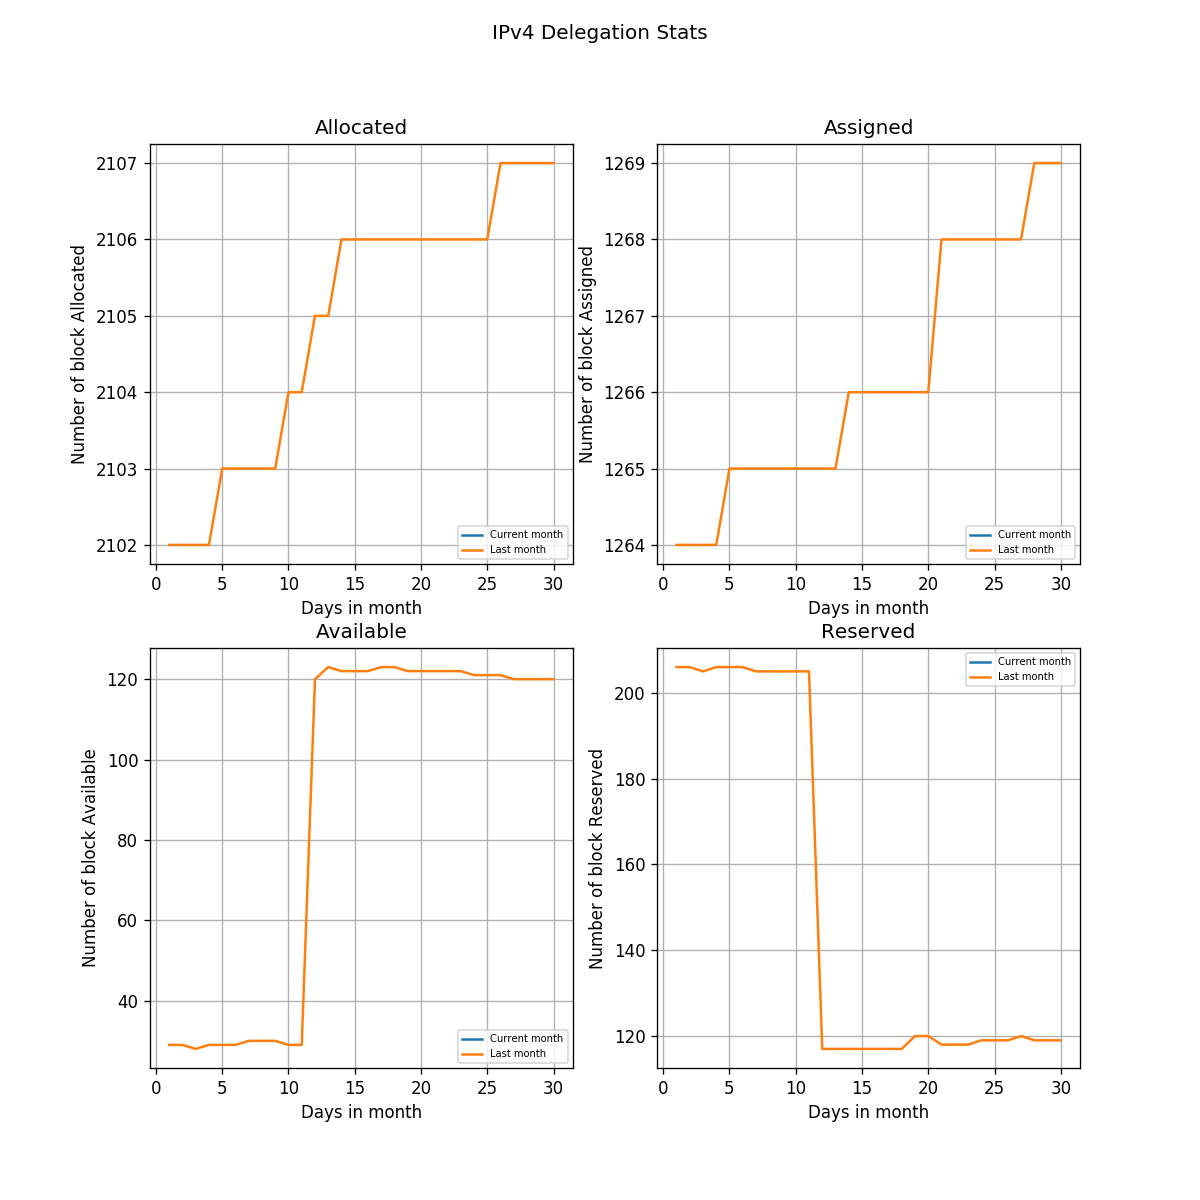 IPv4 Delegation Stats
Allocated
Number of block Allocated
2107
2106
2105
2104
2103
2102
0 5 10 15 20 25 30
Days in month
Current month
Last month
Assigned
Number of block Assigned
1269
1268
1267
1266
1265
1264
0 5 10 15 20 25 30
Days in month
Current month
Last month
Available
Number of block Available
120
100
80
60
40
0 5 10 15 20 25 30
Days in month
Current month
Last month
Reserved
Number of block Reserved
200
180
160
140
120
0 5 10 15 20 25 30
Days in month
Current month
Last month